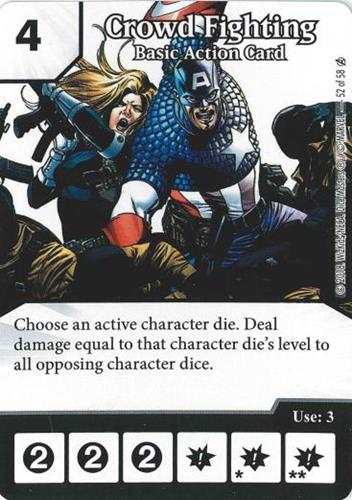 4
Crowd Fighting
Basic Action Card
52 of 58
Choose an active character die. Deal
damage equal to that character die's level to
all opposing character dice.
Use: 3
2 2 2 ! ! !
* **